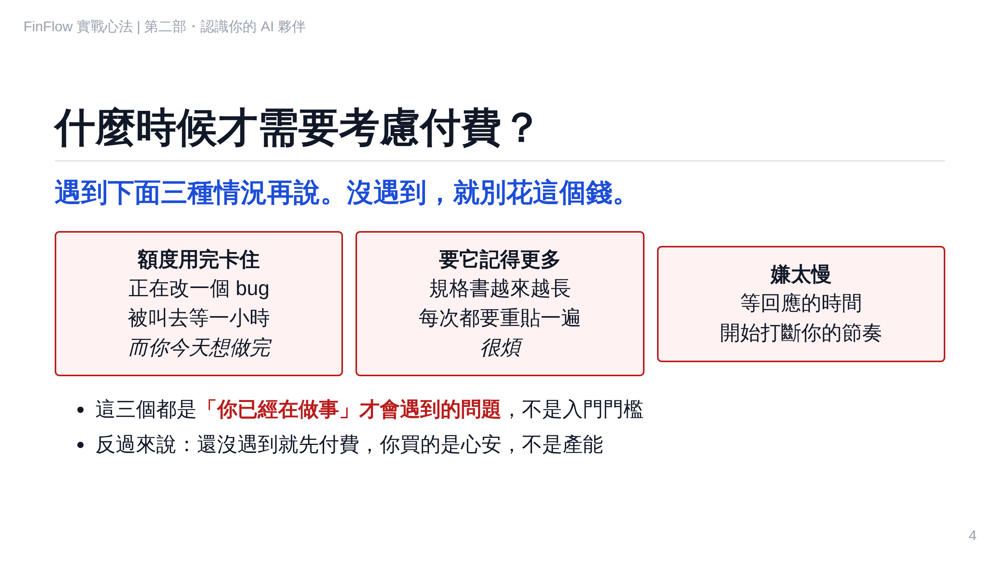 FinFlow 實戰心法 | 第二部・認識你的 AI 夥伴
什麼時候才需要考慮付費？
遇到下面三種情況再說。沒遇到，就別花這個錢。
額度用完卡住
正在改一個 bug
被叫去等一小時
而你今天想做完
要它記得更多
規格書越來越長
每次都要重貼一遍
很煩
嫌太慢
等回應的時間
開始打斷你的節奏
• 這三個都是「你已經在做事」才會遇到的問題，不是入門門檻
• 反過來說：還沒遇到就先付費，你買的是心安，不是產能
4